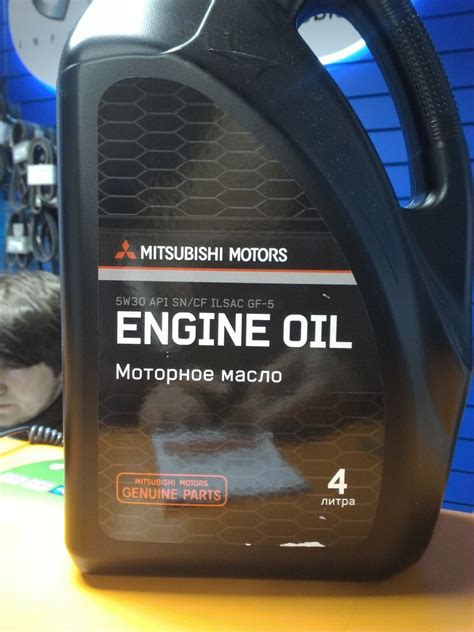 MITSUBISHI MOTORS
5W30 API SN/CF ILSAC GF-5
ENGINE OIL
Моторное масло
MITSUBISHI MOTORS
GENUINE PARTS
4
литра